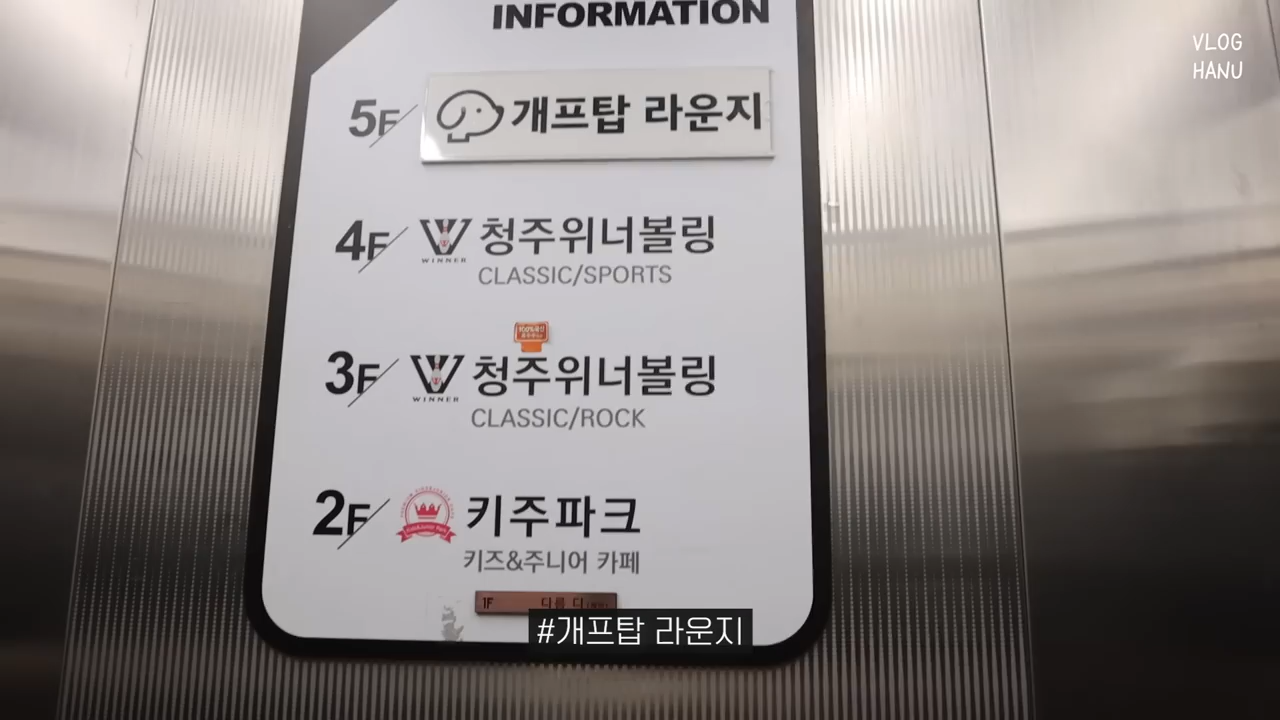 INFORMATION
VLOG
HANU
5F 개프탑 라운지
4F WINNER 청주위너볼링
CLASSIC/SPORTS
3F WINNER 청주위너볼링
CLASSIC/ROCK
2F 키주파크
키즈&주니어 카페
1F
#개프탑 라운지